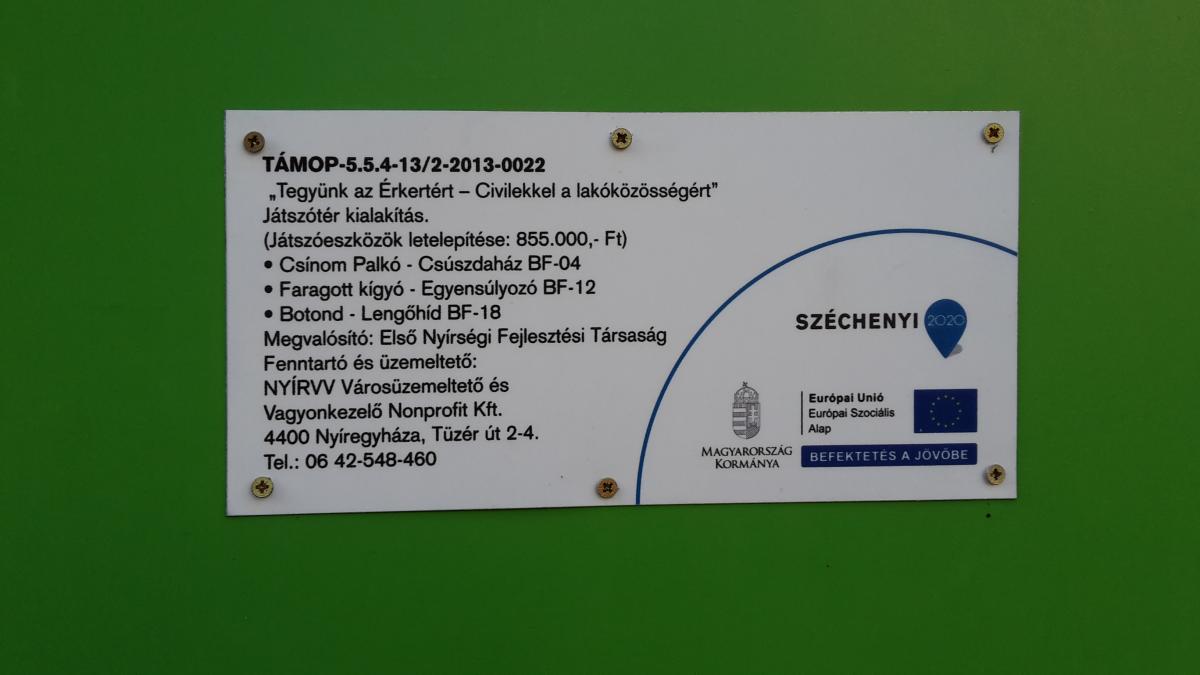 TÁMOP-5.5.4-13/2-2013-0022
„Tegyünk az Érkertért – Civilekkel a lakóközösségért”
Játszótér kialakítás.
(Játszóeszközök letelepítése: 855.000,- Ft)
• Csínom Palkó - Csúszdaház BF-04
• Faragott kígyó - Egyensúlyozó BF-12
• Botond - Lengőhíd BF-18
Megvalósító: Első Nyírségi Fejlesztési Társaság
Fenntartó és üzemeltető:
NYÍRVV Városüzemeltető és
Vagyonkezelő Nonprofit Kft.
4400 Nyíregyháza, Tüzér út 2-4.
Tel.: 06 42-548-460
SZÉCHENYI 2020
MAGYARORSZÁG
KORMÁNYA
Európai Unió
Európai Szociális
Alap
BEFEKTETÉS A JÖVŐBE